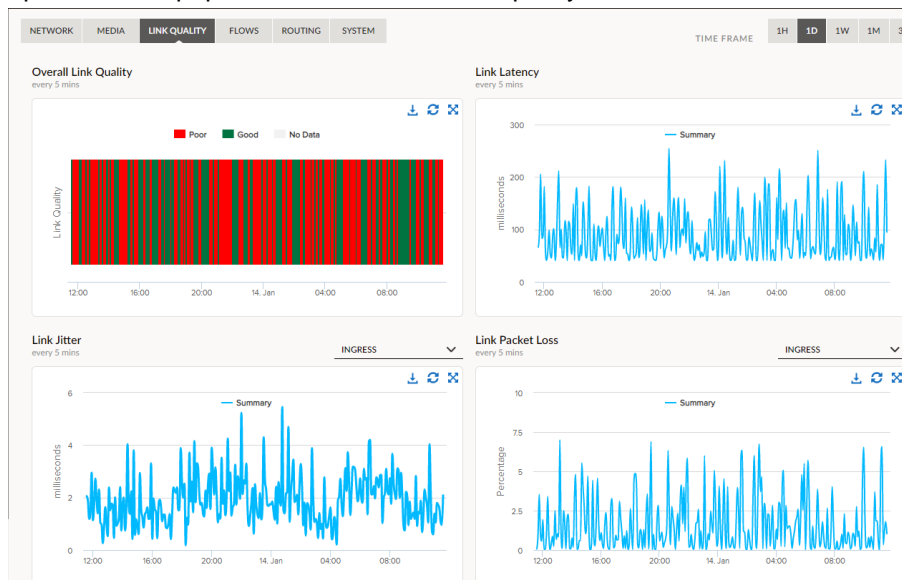 NETWORK MEDIA LINK QUALITY FLOWS ROUTING SYSTEM
TIME FRAME 1H 1D 1W 1M
Overall Link Quality
every 5 mins
Poor Good No Data
Link Quality
12:00 16:00 20:00 14. Jan 04:00 08:00
Link Latency
every 5 mins
Summary
300
200
100
0
milliseconds
12:00 16:00 20:00 14. Jan 04:00 08:00
Link Jitter
every 5 mins
INGRESS
Summary
6
4
2
0
milliseconds
12:00 16:00 20:00 14. Jan 04:00 08:00
Link Packet Loss
every 5 mins
INGRESS
Summary
10
7.5
5
2.5
0
Percentage
12:00 16:00 20:00 14. Jan 04:00 08:00